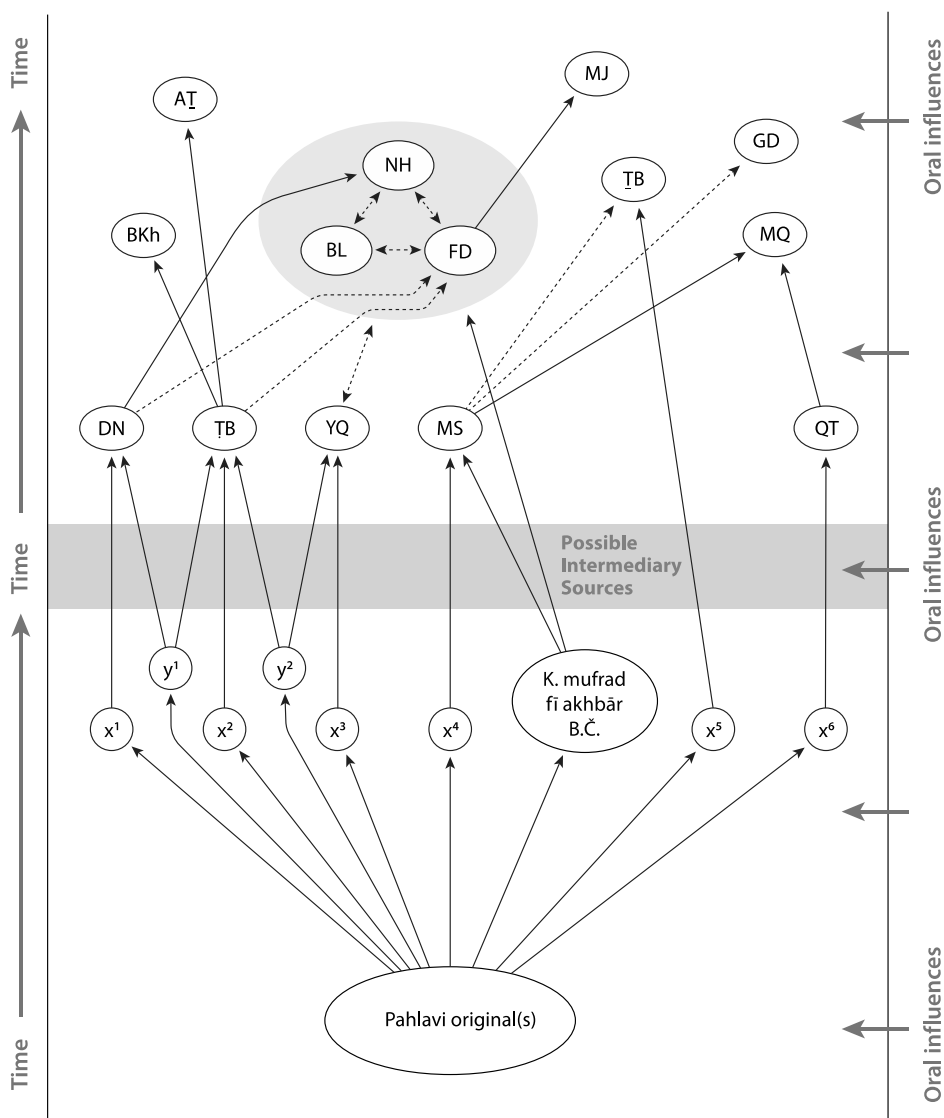 MJ
AṮ
GD
NH
ṮB
BKh
MQ
BL
FD
DN
ṬB
YQ
MS
QT
Possible
Intermediary
Sources
y¹
y²
K. mufrad
fī akhbār
B.Č.
x¹
x²
x³
x⁴
x⁵
x⁶
Pahlavi original(s)
Time
Time
Time
Oral influences
Oral influences
Oral influences